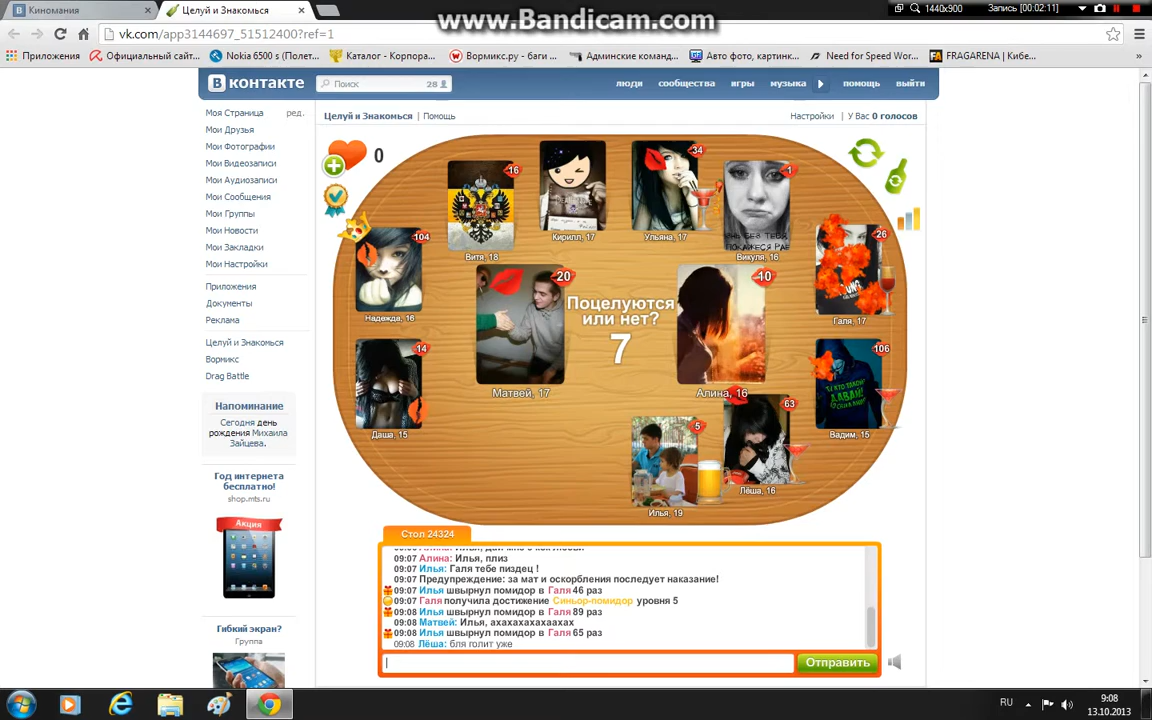 www.Bandicam.com
1440x900
Запись [00:02:11]
Киномания
Целуй и Знакомься
vk.com/app3144697_51512400?ref=1
Приложения
Официальный сайт...
Nokia 6500 s (Полет...
Каталог - Корпора...
Вормикс.ру - баги ...
Админские команд...
Авто фото, картинк...
Need for Speed Wor...
FRAGARENA | Кибе...
»
В контакте
Поиск
28
люди
сообщества
игры
музыка
помощь
выйти
Моя Страница
ред.
Мои Друзья
Мои Фотографии
Мои Видеозаписи
Мои Аудиозаписи
Мои Сообщения
Мои Группы
Мои Новости
Мои Закладки
Мои Настройки
Приложения
Документы
Реклама
Целуй и Знакомься
Вормикс
Drag Battle
Напоминание
Сегодня день
рождения Михаила
Зайцева.
Год интернета
бесплатно!
shop.mts.ru
Акция
Гибкий экран?
Группа
Целуй и Знакомься | Помощь
Настройки | У Вас 0 голосов
0
16
Витя, 18
Кирилл, 17
34
Ульяна, 17
1
Викуля, 16
104
Надежда, 16
26
Галя, 17
20
Матвей, 17
Поцелуются
или нет?
7
10
Алина, 16
14
Даша, 15
106
ДАВАЙ!
Вадим, 15
5
Илья, 19
63
Лёша, 16
Стол 24324
09:07 Алина: Илья, плиз
09:07 Илья: Галя тебе пиздец !
09:07 Предупреждение: за мат и оскорбления последует наказание!
09:07 Илья швырнул помидор в Галя 46 раз
09:07 Галя получила достижение Синьор-помидор уровня 5
09:08 Илья швырнул помидор в Галя 89 раз
09:08 Матвей: Илья, ахахахахахаахах
09:08 Илья швырнул помидор в Галя 65 раз
09:08 Лёша: бля голит уже
Отправить
RU
9:08
13.10.2013